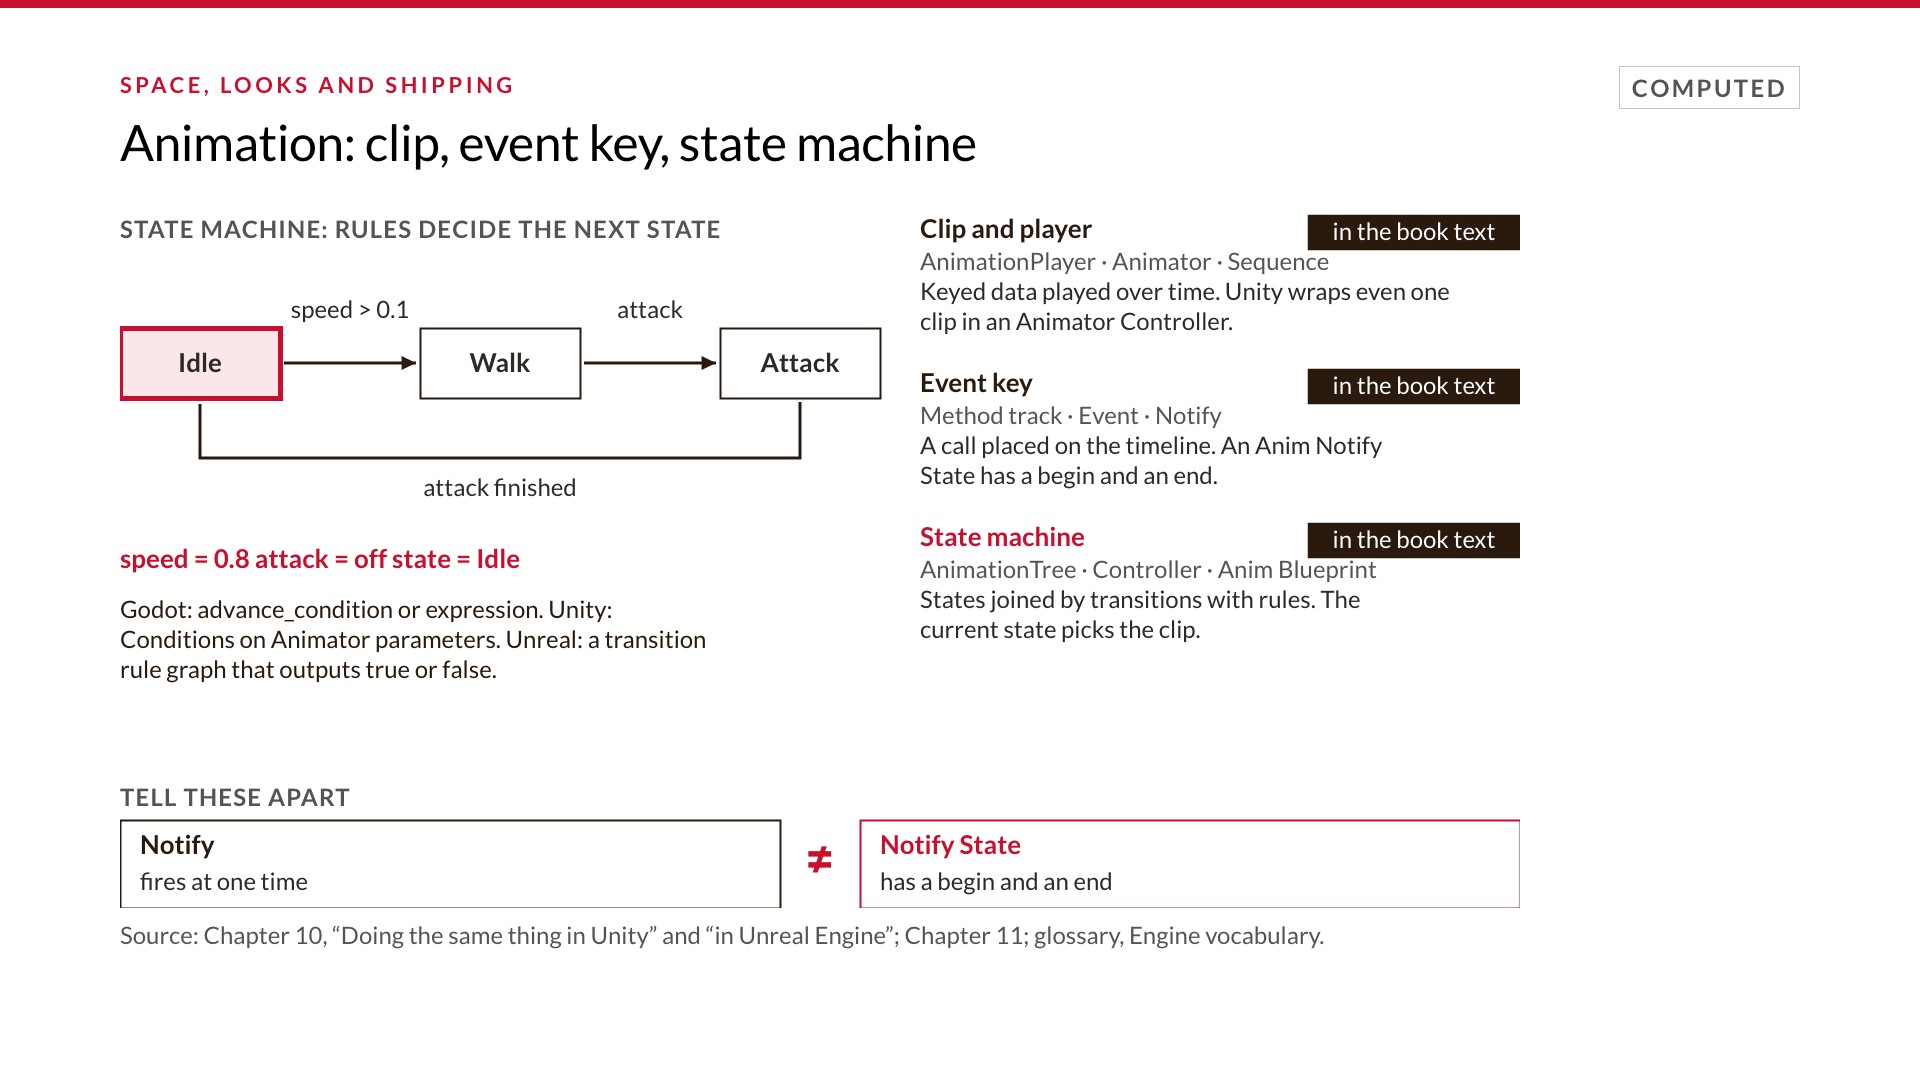 SPACE, LOOKS AND SHIPPING
COMPUTED
Animation: clip, event key, state machine
STATE MACHINE: RULES DECIDE THE NEXT STATE
speed > 0.1
attack
Idle
Walk
Attack
attack finished
speed = 0.8 attack = off state = Idle
Godot: advance_condition or expression. Unity:
Conditions on Animator parameters. Unreal: a transition
rule graph that outputs true or false.
Clip and player
in the book text
AnimationPlayer · Animator · Sequence
Keyed data played over time. Unity wraps even one
clip in an Animator Controller.
Event key
in the book text
Method track · Event · Notify
A call placed on the timeline. An Anim Notify
State has a begin and an end.
State machine
in the book text
AnimationTree · Controller · Anim Blueprint
States joined by transitions with rules. The
current state picks the clip.
TELL THESE APART
Notify
fires at one time
≠
Notify State
has a begin and an end
Source: Chapter 10, “Doing the same thing in Unity” and “in Unreal Engine”; Chapter 11; glossary, Engine vocabulary.